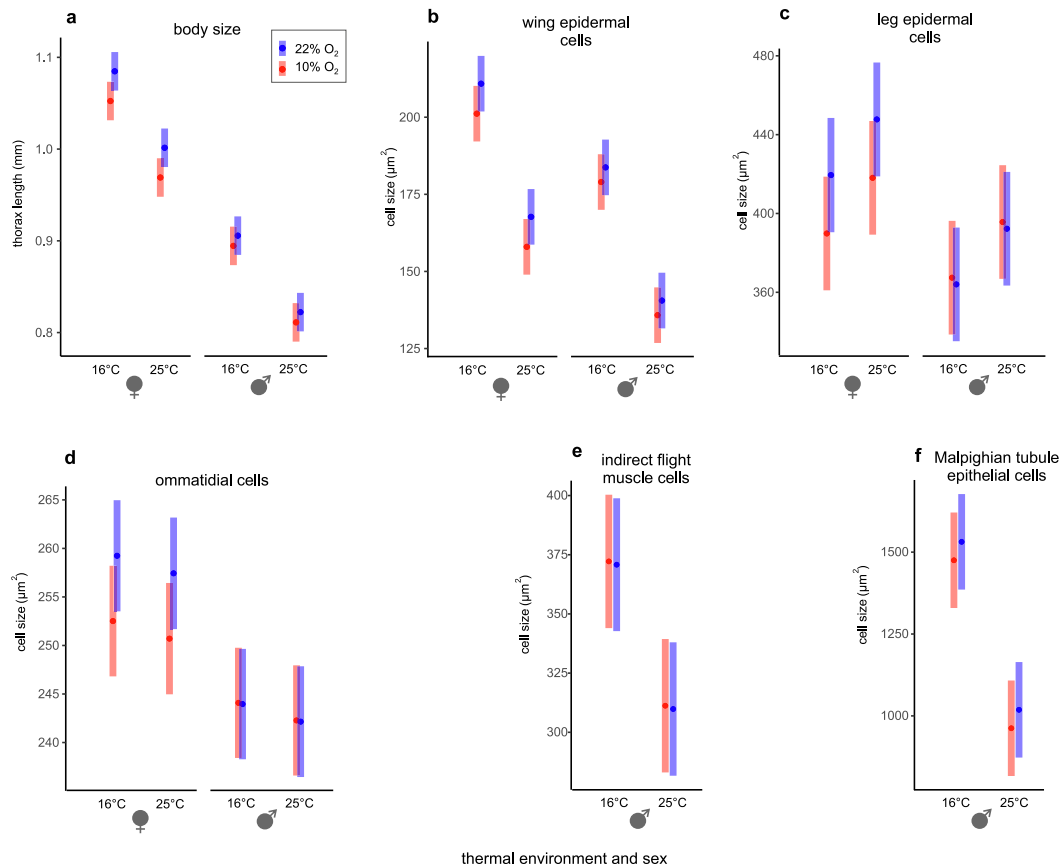 a
body size
22% O₂
10% O₂
thorax length (mm)
1.1
1.0
0.9
0.8
16°C 25°C 16°C 25°C
♀ ♂
b
wing epidermal
cells
cell size (µm²)
200
175
150
125
16°C 25°C 16°C 25°C
♀ ♂
c
leg epidermal
cells
cell size (µm²)
480
440
400
360
16°C 25°C 16°C 25°C
♀ ♂
d
ommatidial cells
cell size (µm²)
265
260
255
250
245
240
16°C 25°C 16°C 25°C
♀ ♂
e
indirect flight
muscle cells
cell size (µm²)
400
375
350
330
310
300
16°C 25°C
♂
f
Malpighian tubule
epithelial cells
cell size (µm²)
1500
1000
16°C 25°C
♂
thermal environment and sex